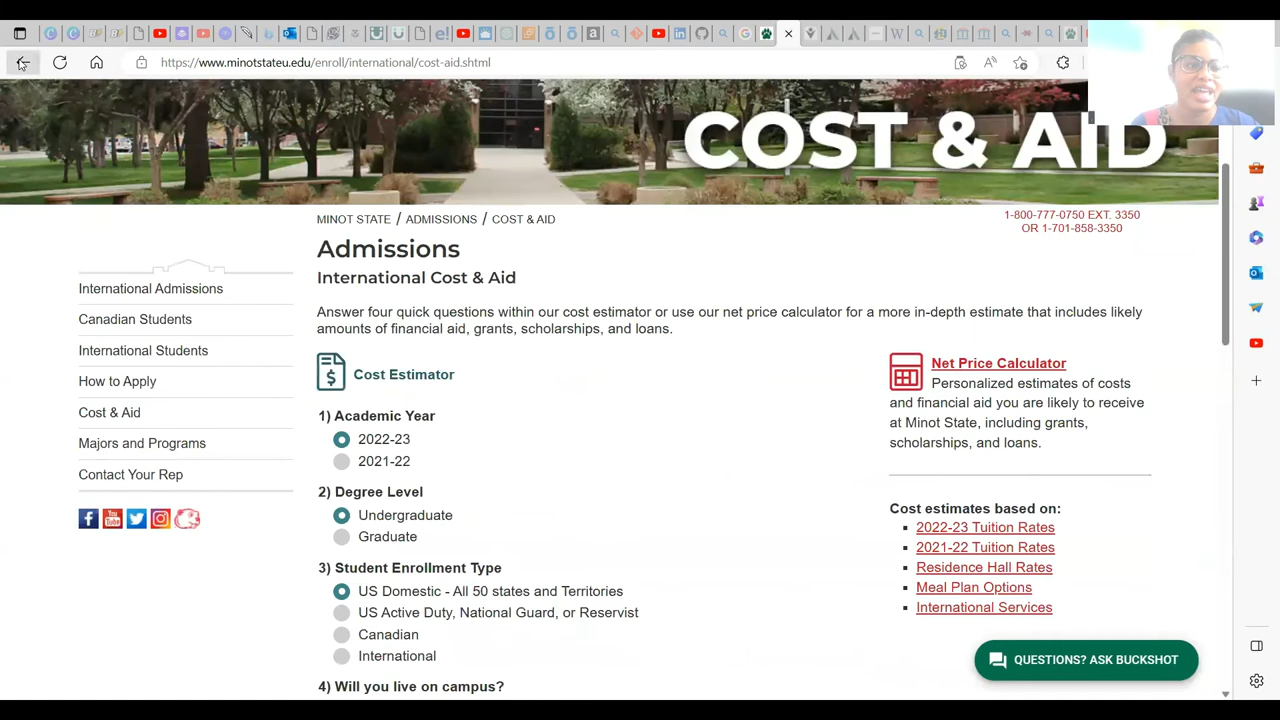 https://www.minotstateu.edu/enroll/international/cost-aid.shtml
COST & AID
MINOT STATE / ADMISSIONS / COST & AID
1-800-777-0750 EXT. 3350
OR 1-701-858-3350
Admissions
International Cost & Aid
International Admissions
Canadian Students
International Students
How to Apply
Cost & Aid
Majors and Programs
Contact Your Rep
Answer four quick questions within our cost estimator or use our net price calculator for a more in-depth estimate that includes likely
amounts of financial aid, grants, scholarships, and loans.
Cost Estimator
1) Academic Year
2022-23
2021-22
2) Degree Level
Undergraduate
Graduate
3) Student Enrollment Type
US Domestic - All 50 states and Territories
US Active Duty, National Guard, or Reservist
Canadian
International
4) Will you live on campus?
Net Price Calculator
Personalized estimates of costs
and financial aid you are likely to receive
at Minot State, including grants,
scholarships, and loans.
Cost estimates based on:
2022-23 Tuition Rates
2021-22 Tuition Rates
Residence Hall Rates
Meal Plan Options
International Services
QUESTIONS? ASK BUCKSHOT